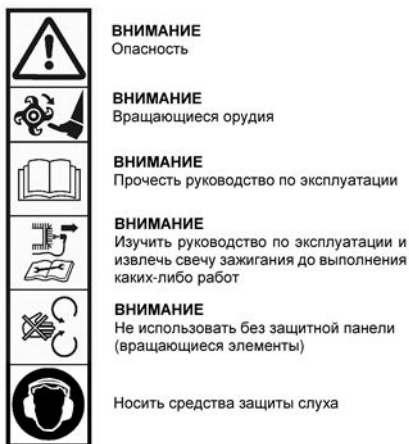 ВНИМАНИЕ
Опасность
ВНИМАНИЕ
Вращающиеся орудия
ВНИМАНИЕ
Прочесть руководство по эксплуатации
ВНИМАНИЕ
Изучить руководство по эксплуатации и
извлечь свечу зажигания до выполнения
каких-либо работ
ВНИМАНИЕ
Не использовать без защитной панели
(вращающиеся элементы)
Носить средства защиты слуха